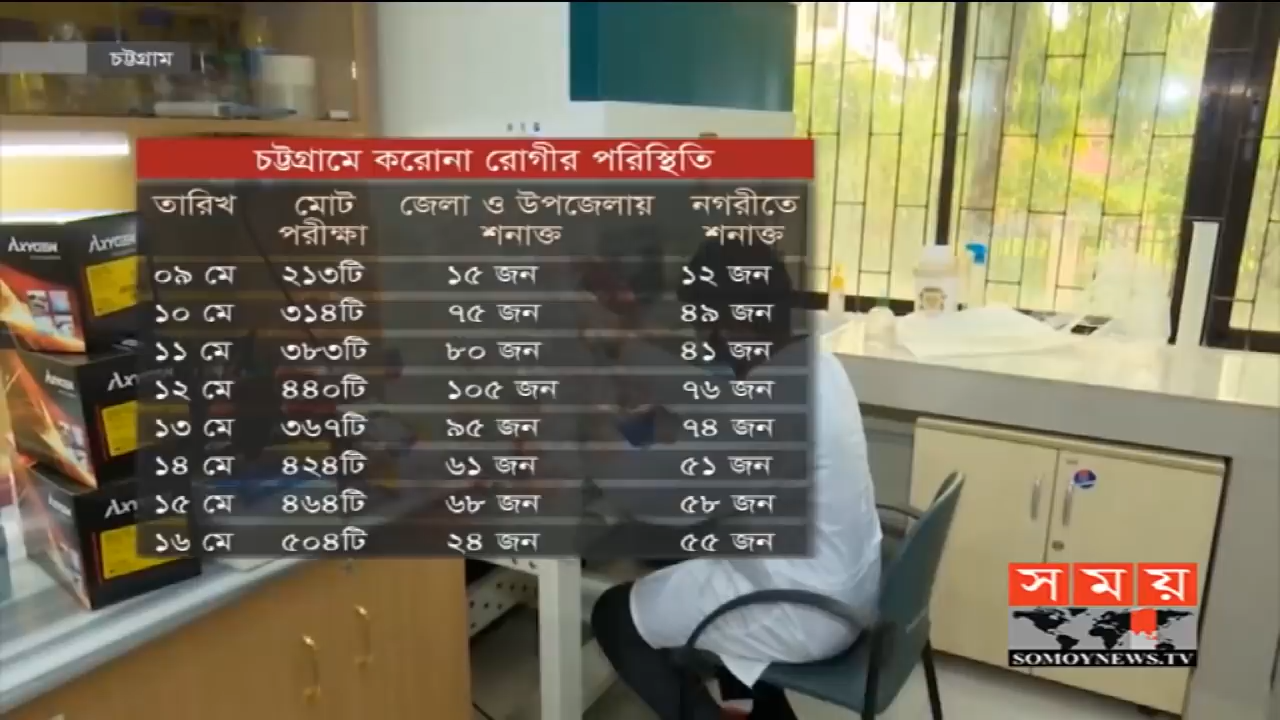 চট্টগ্রাম
চট্টগ্রামে করোনা রোগীর পরিস্থিতি
তারিখ মোট পরীক্ষা জেলা ও উপজেলায় শনাক্ত নগরীতে শনাক্ত
০৯ মে ২১৩টি ১৫ জন ১২ জন
১০ মে ৩১৪টি ৭৫ জন ৪৯ জন
১১ মে ৩৮৩টি ৮০ জন ৪১ জন
১২ মে ৪৪০টি ১০৫ জন ৭৬ জন
১৩ মে ৩৬৭টি ৯৫ জন ৭৪ জন
১৪ মে ৪২৪টি ৬১ জন ৫১ জন
১৫ মে ৪৬৪টি ৬৮ জন ৫৮ জন
১৬ মে ৫০৪টি ২৪ জন ৫৫ জন
AXYGEN
সময়
SOMOYNEWS.TV